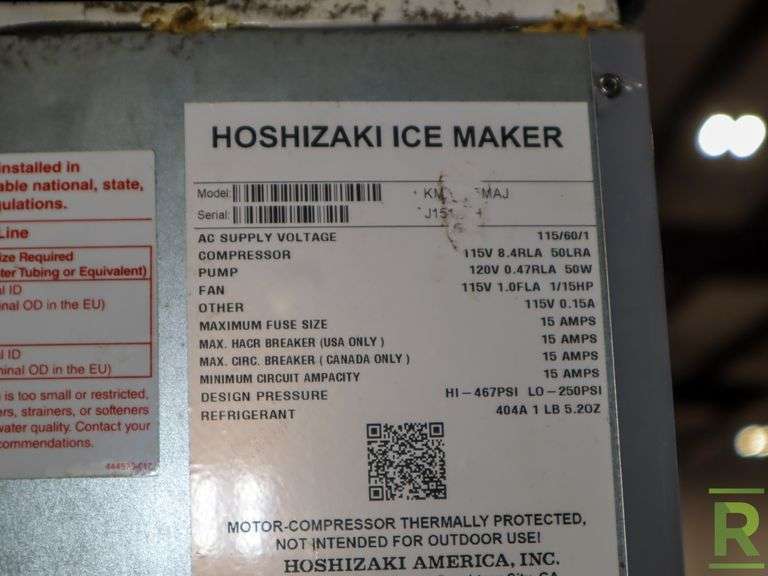 HOSHIZAKI ICE MAKER
Model: MAJ
Serial:
AC SUPPLY VOLTAGE 115/60/1
COMPRESSOR 115V 8.4RLA 50LRA
PUMP 120V 0.47RLA 50W
FAN 115V 1.0FLA 1/15HP
OTHER 115V 0.15A
MAXIMUM FUSE SIZE 15 AMPS
MAX. HACR BREAKER (USA ONLY ) 15 AMPS
MAX. CIRC. BREAKER ( CANADA ONLY ) 15 AMPS
MINIMUM CIRCUIT AMPACITY 15 AMPS
DESIGN PRESSURE HI-467PSI LO-250PSI
REFRIGERANT 404A 1 LB 5.2OZ
MOTOR-COMPRESSOR THERMALLY PROTECTED,
NOT INTENDED FOR OUTDOOR USE!
HOSHIZAKI AMERICA, INC.
installed in
able national, state,
gulations.
Line
ize Required
ter Tubing or Equivalent)
al ID
inal OD in the EU)
al ID
inal OD in the EU)
e is too small or restricted,
ers, strainers, or softeners
water quality. Contact your
commendations.
R